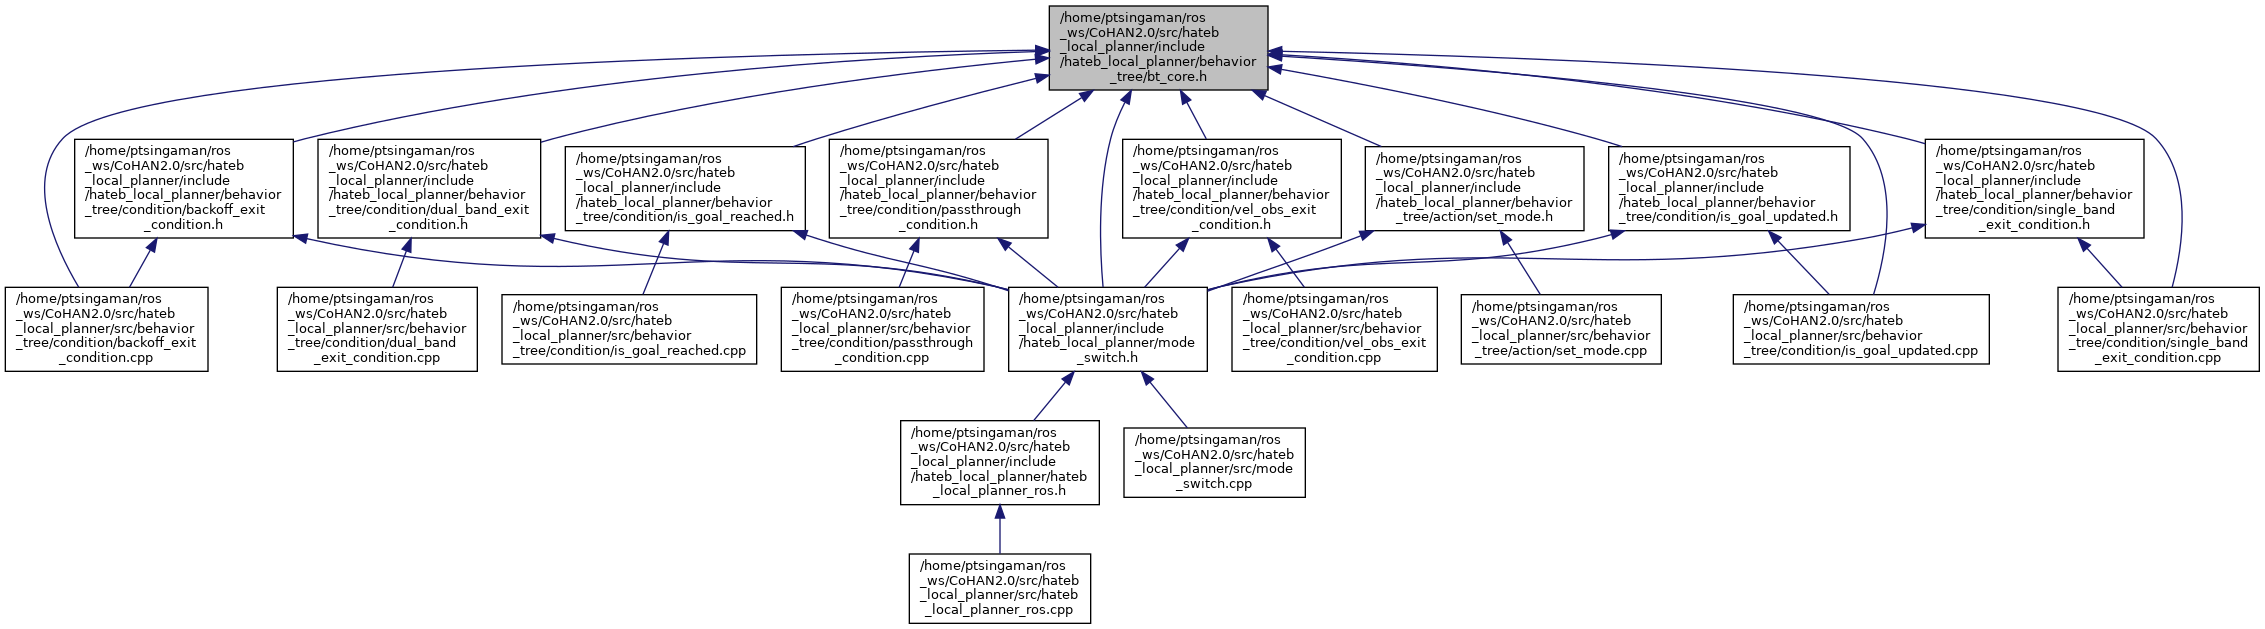 /home/ptsingaman/ros
_ws/CoHAN2.0/src/hateb
_local_planner/include
/hateb_local_planner/behavior
_tree/bt_core.h
/home/ptsingaman/ros
_ws/CoHAN2.0/src/hateb
_local_planner/include
/hateb_local_planner/behavior
_tree/condition/backoff_exit
_condition.h
/home/ptsingaman/ros
_ws/CoHAN2.0/src/hateb
_local_planner/include
/hateb_local_planner/behavior
_tree/condition/dual_band_exit
_condition.h
/home/ptsingaman/ros
_ws/CoHAN2.0/src/hateb
_local_planner/include
/hateb_local_planner/behavior
_tree/condition/is_goal_reached.h
/home/ptsingaman/ros
_ws/CoHAN2.0/src/hateb
_local_planner/include
/hateb_local_planner/behavior
_tree/condition/passthrough
_condition.h
/home/ptsingaman/ros
_ws/CoHAN2.0/src/hateb
_local_planner/include
/hateb_local_planner/behavior
_tree/condition/vel_obs_exit
_condition.h
/home/ptsingaman/ros
_ws/CoHAN2.0/src/hateb
_local_planner/include
/hateb_local_planner/behavior
_tree/action/set_mode.h
/home/ptsingaman/ros
_ws/CoHAN2.0/src/hateb
_local_planner/include
/hateb_local_planner/behavior
_tree/condition/is_goal_updated.h
/home/ptsingaman/ros
_ws/CoHAN2.0/src/hateb
_local_planner/include
/hateb_local_planner/behavior
_tree/condition/single_band
_exit_condition.h
/home/ptsingaman/ros
_ws/CoHAN2.0/src/hateb
_local_planner/src/behavior
_tree/condition/backoff_exit
_condition.cpp
/home/ptsingaman/ros
_ws/CoHAN2.0/src/hateb
_local_planner/src/behavior
_tree/condition/dual_band
_exit_condition.cpp
/home/ptsingaman/ros
_ws/CoHAN2.0/src/hateb
_local_planner/src/behavior
_tree/condition/is_goal_reached.cpp
/home/ptsingaman/ros
_ws/CoHAN2.0/src/hateb
_local_planner/src/behavior
_tree/condition/passthrough
_condition.cpp
/home/ptsingaman/ros
_ws/CoHAN2.0/src/hateb
_local_planner/include
/hateb_local_planner/mode
_switch.h
/home/ptsingaman/ros
_ws/CoHAN2.0/src/hateb
_local_planner/src/behavior
_tree/condition/vel_obs_exit
_condition.cpp
/home/ptsingaman/ros
_ws/CoHAN2.0/src/hateb
_local_planner/src/behavior
_tree/action/set_mode.cpp
/home/ptsingaman/ros
_ws/CoHAN2.0/src/hateb
_local_planner/src/behavior
_tree/condition/is_goal_updated.cpp
/home/ptsingaman/ros
_ws/CoHAN2.0/src/hateb
_local_planner/src/behavior
_tree/condition/single_band
_exit_condition.cpp
/home/ptsingaman/ros
_ws/CoHAN2.0/src/hateb
_local_planner/include
/hateb_local_planner/hateb
_local_planner_ros.h
/home/ptsingaman/ros
_ws/CoHAN2.0/src/hateb
_local_planner/src/mode
_switch.cpp
/home/ptsingaman/ros
_ws/CoHAN2.0/src/hateb
_local_planner/src/hateb
_local_planner_ros.cpp